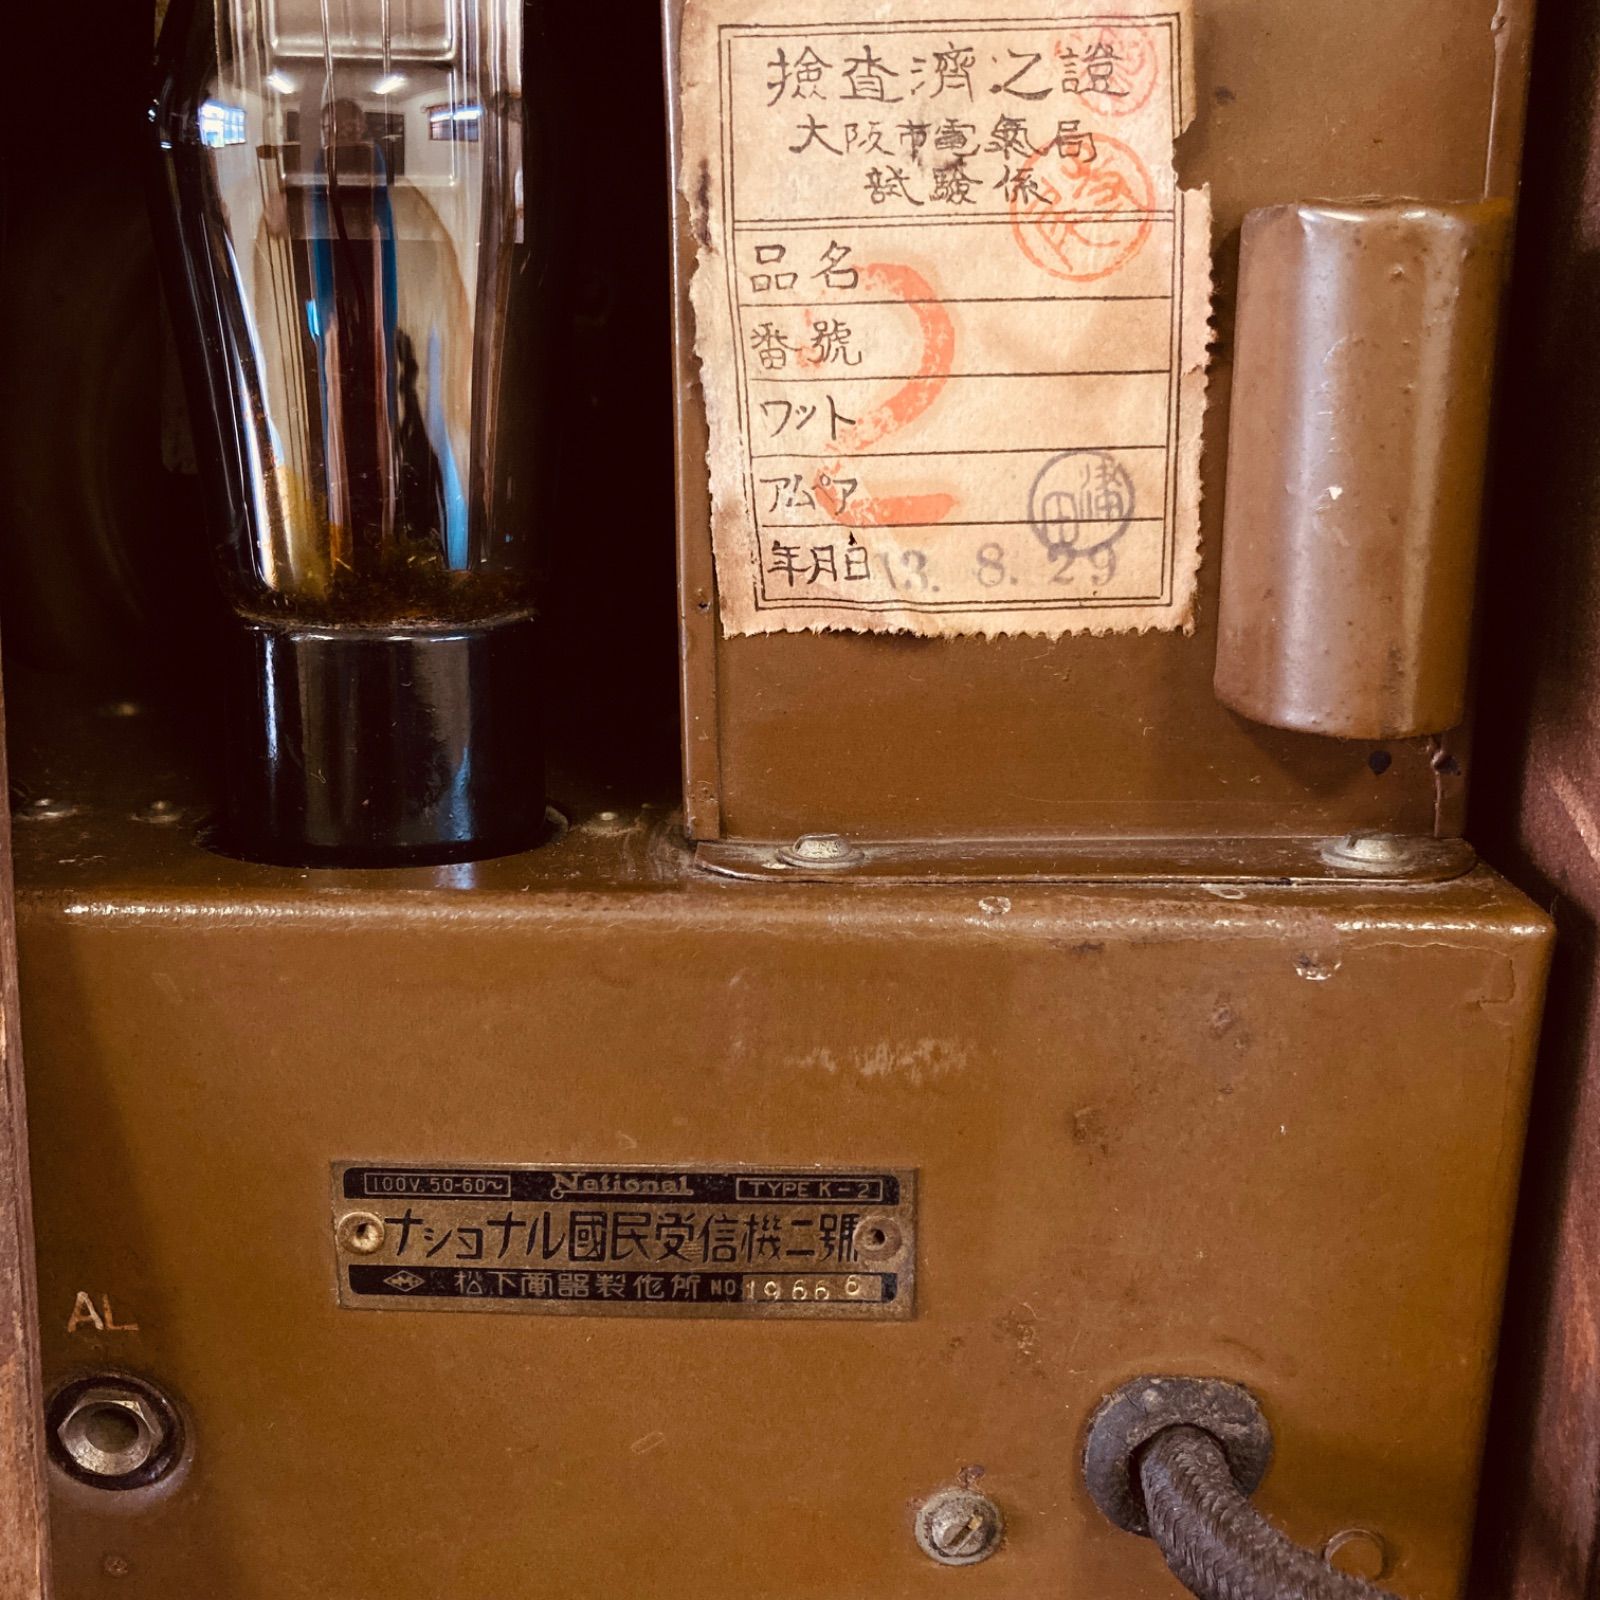 檢查濟之證
大阪市電氣局
試驗係
品名
番號
ワット
アムペア
年月日 13. 8. 29
2
100V. 50-60~ National TYPE K-2
ナショナル國民受信機二號
松下電器製作所 NO 19666
AL